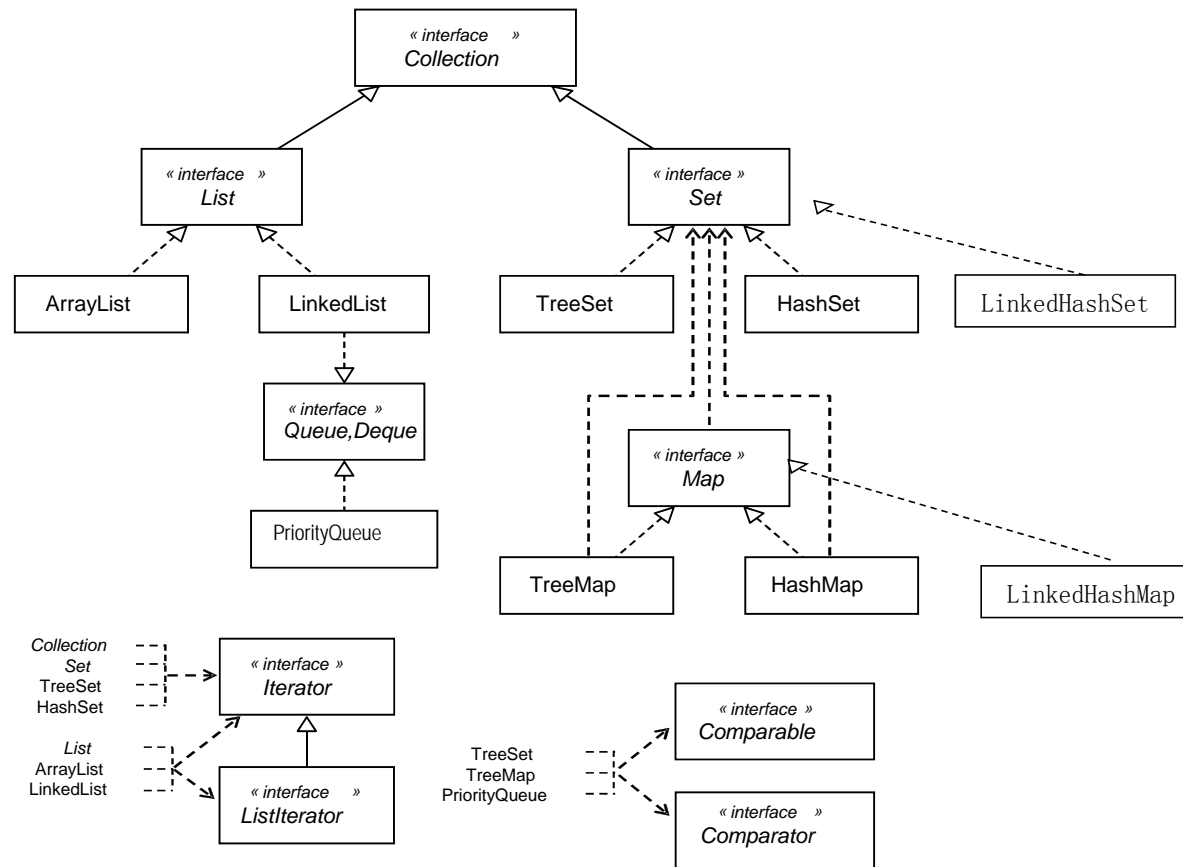 « interface »
Collection
« interface »
List
« interface »
Set
ArrayList
LinkedList
TreeSet
HashSet
LinkedHashSet
« interface »
Queue,Deque
« interface »
Map
PriorityQueue
TreeMap
HashMap
LinkedHashMap
Collection
Set
TreeSet
HashSet
« interface »
Iterator
List
ArrayList
LinkedList
« interface »
ListIterator
TreeSet
TreeMap
PriorityQueue
« interface »
Comparable
« interface »
Comparator